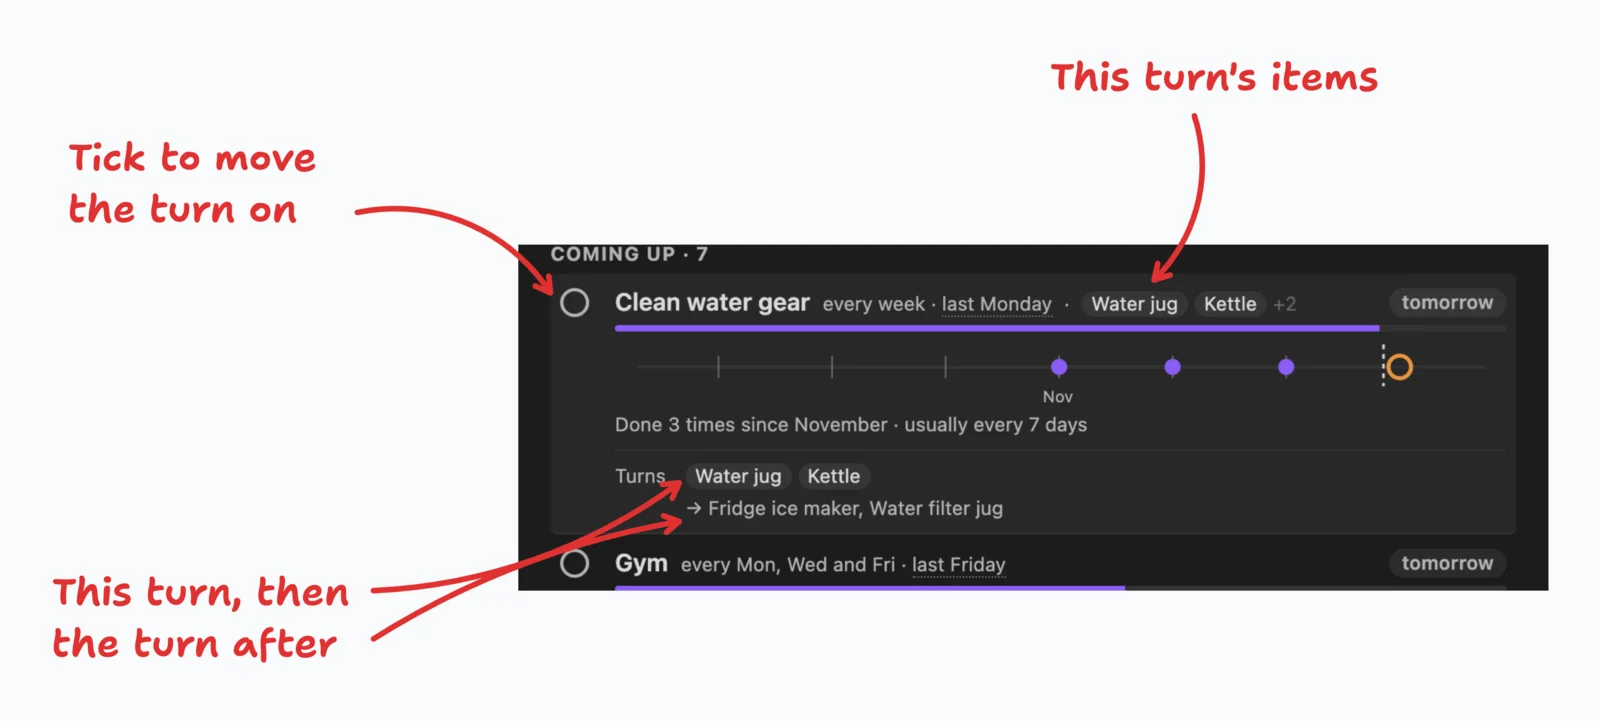 This turn's items
Tick to move
the turn on
COMING UP · 7
Clean water gear every week · last Monday · Water jug Kettle +2 tomorrow
Nov
Done 3 times since November · usually every 7 days
Turns Water jug Kettle
→ Fridge ice maker, Water filter jug
Gym every Mon, Wed and Fri · last Friday tomorrow
This turn, then
the turn after